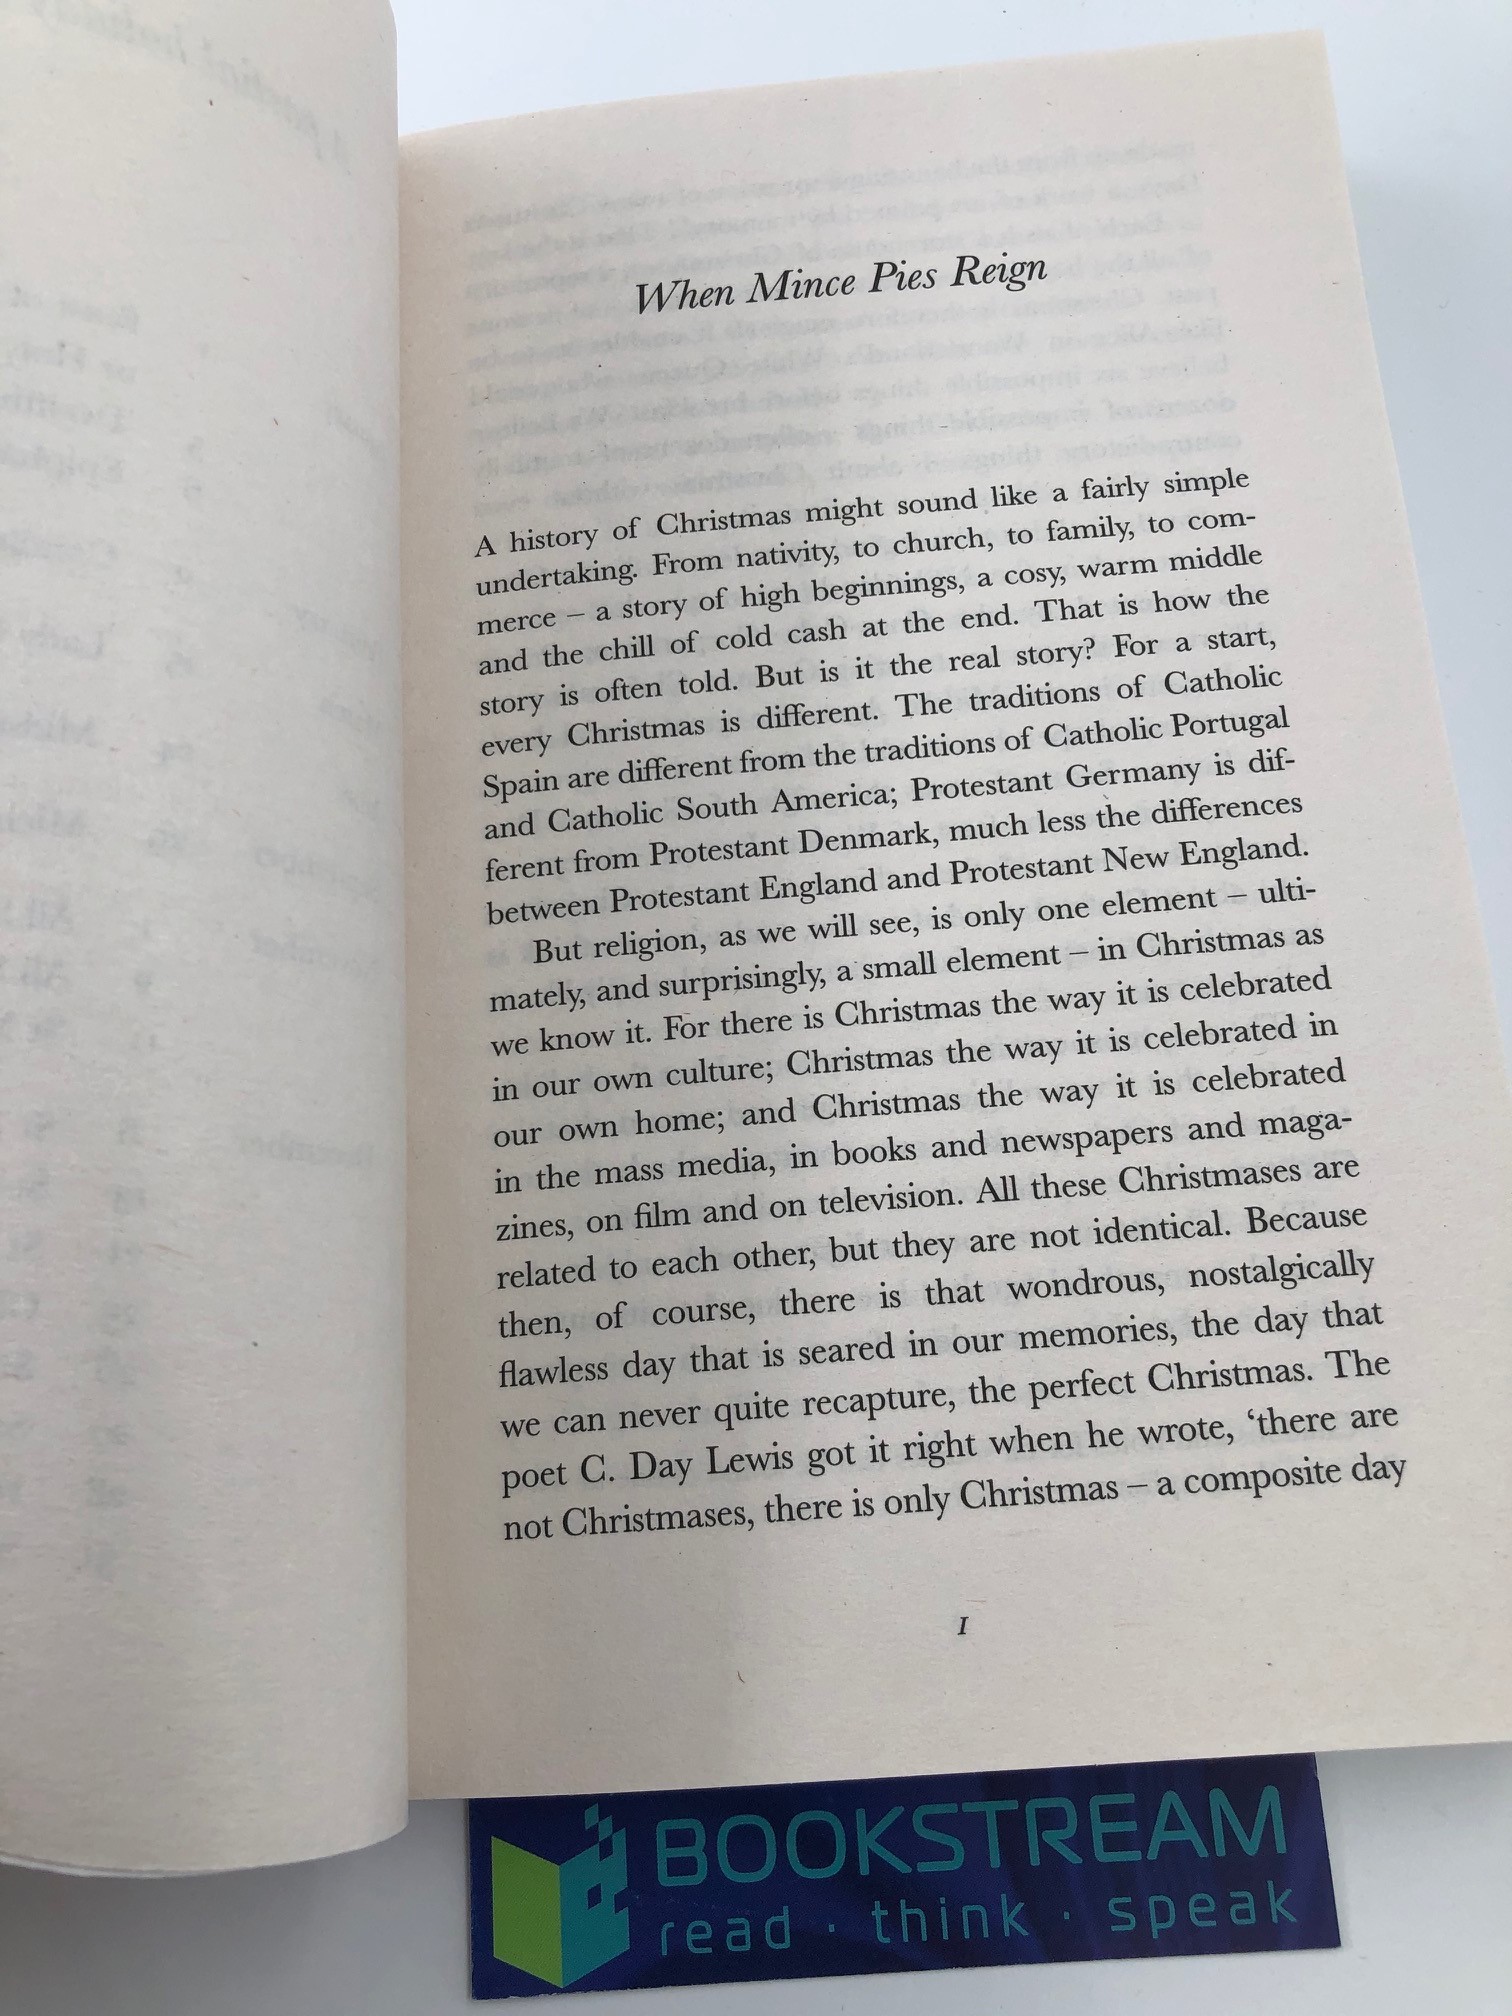 When Mince Pies Reign
A history of Christmas might sound like a fairly simple
undertaking. From nativity, to church, to family, to com-
merce – a story of high beginnings, a cosy, warm middle
and the chill of cold cash at the end. That is how the
story is often told. But is it the real story? For a start,
every Christmas is different. The traditions of Catholic
Spain are different from the traditions of Catholic Portugal
and Catholic South America; Protestant Germany is dif-
ferent from Protestant Denmark, much less the differences
between Protestant England and Protestant New England.
But religion, as we will see, is only one element – ulti-
mately, and surprisingly, a small element – in Christmas as
we know it. For there is Christmas the way it is celebrated
in our own culture; Christmas the way it is celebrated in
our own home; and Christmas the way it is celebrated
in the mass media, in books and newspapers and maga-
zines, on film and on television. All these Christmases are
related to each other, but they are not identical. Because
then, of course, there is that wondrous, nostalgically
flawless day that is seared in our memories, the day that
we can never quite recapture, the perfect Christmas. The
poet C. Day Lewis got it right when he wrote, ‘there are
not Christmases, there is only Christmas – a composite day
1
BOOKSTREAM
read · think · speak